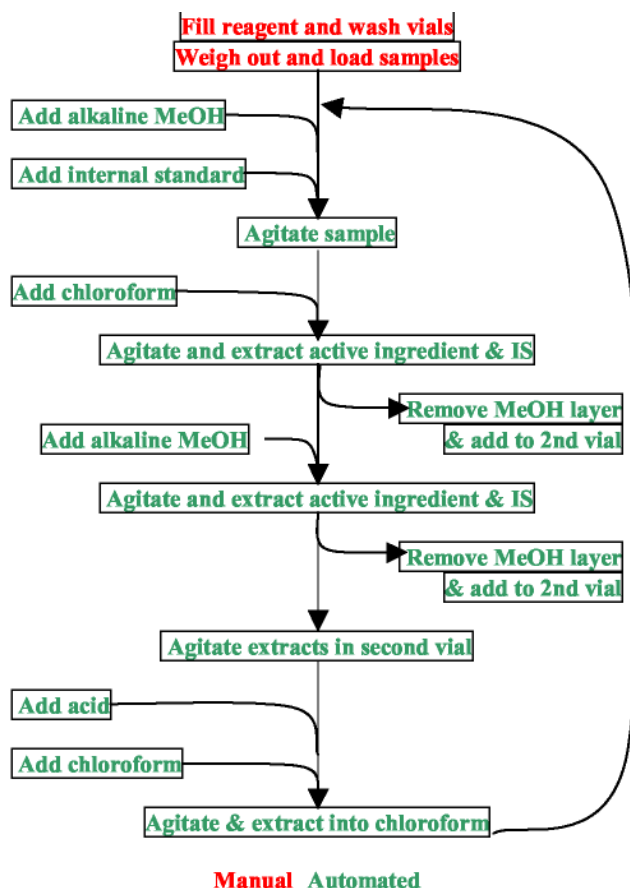 Fill reagent and wash vials
Weigh out and load samples
Add alkaline MeOH
Add internal standard
Agitate sample
Add chloroform
Agitate and extract active ingredient & IS
Remove MeOH layer
& add to 2nd vial
Add alkaline MeOH
Agitate and extract active ingredient & IS
Remove MeOH layer
& add to 2nd vial
Agitate extracts in second vial
Add acid
Add chloroform
Agitate & extract into chloroform
Manual Automated